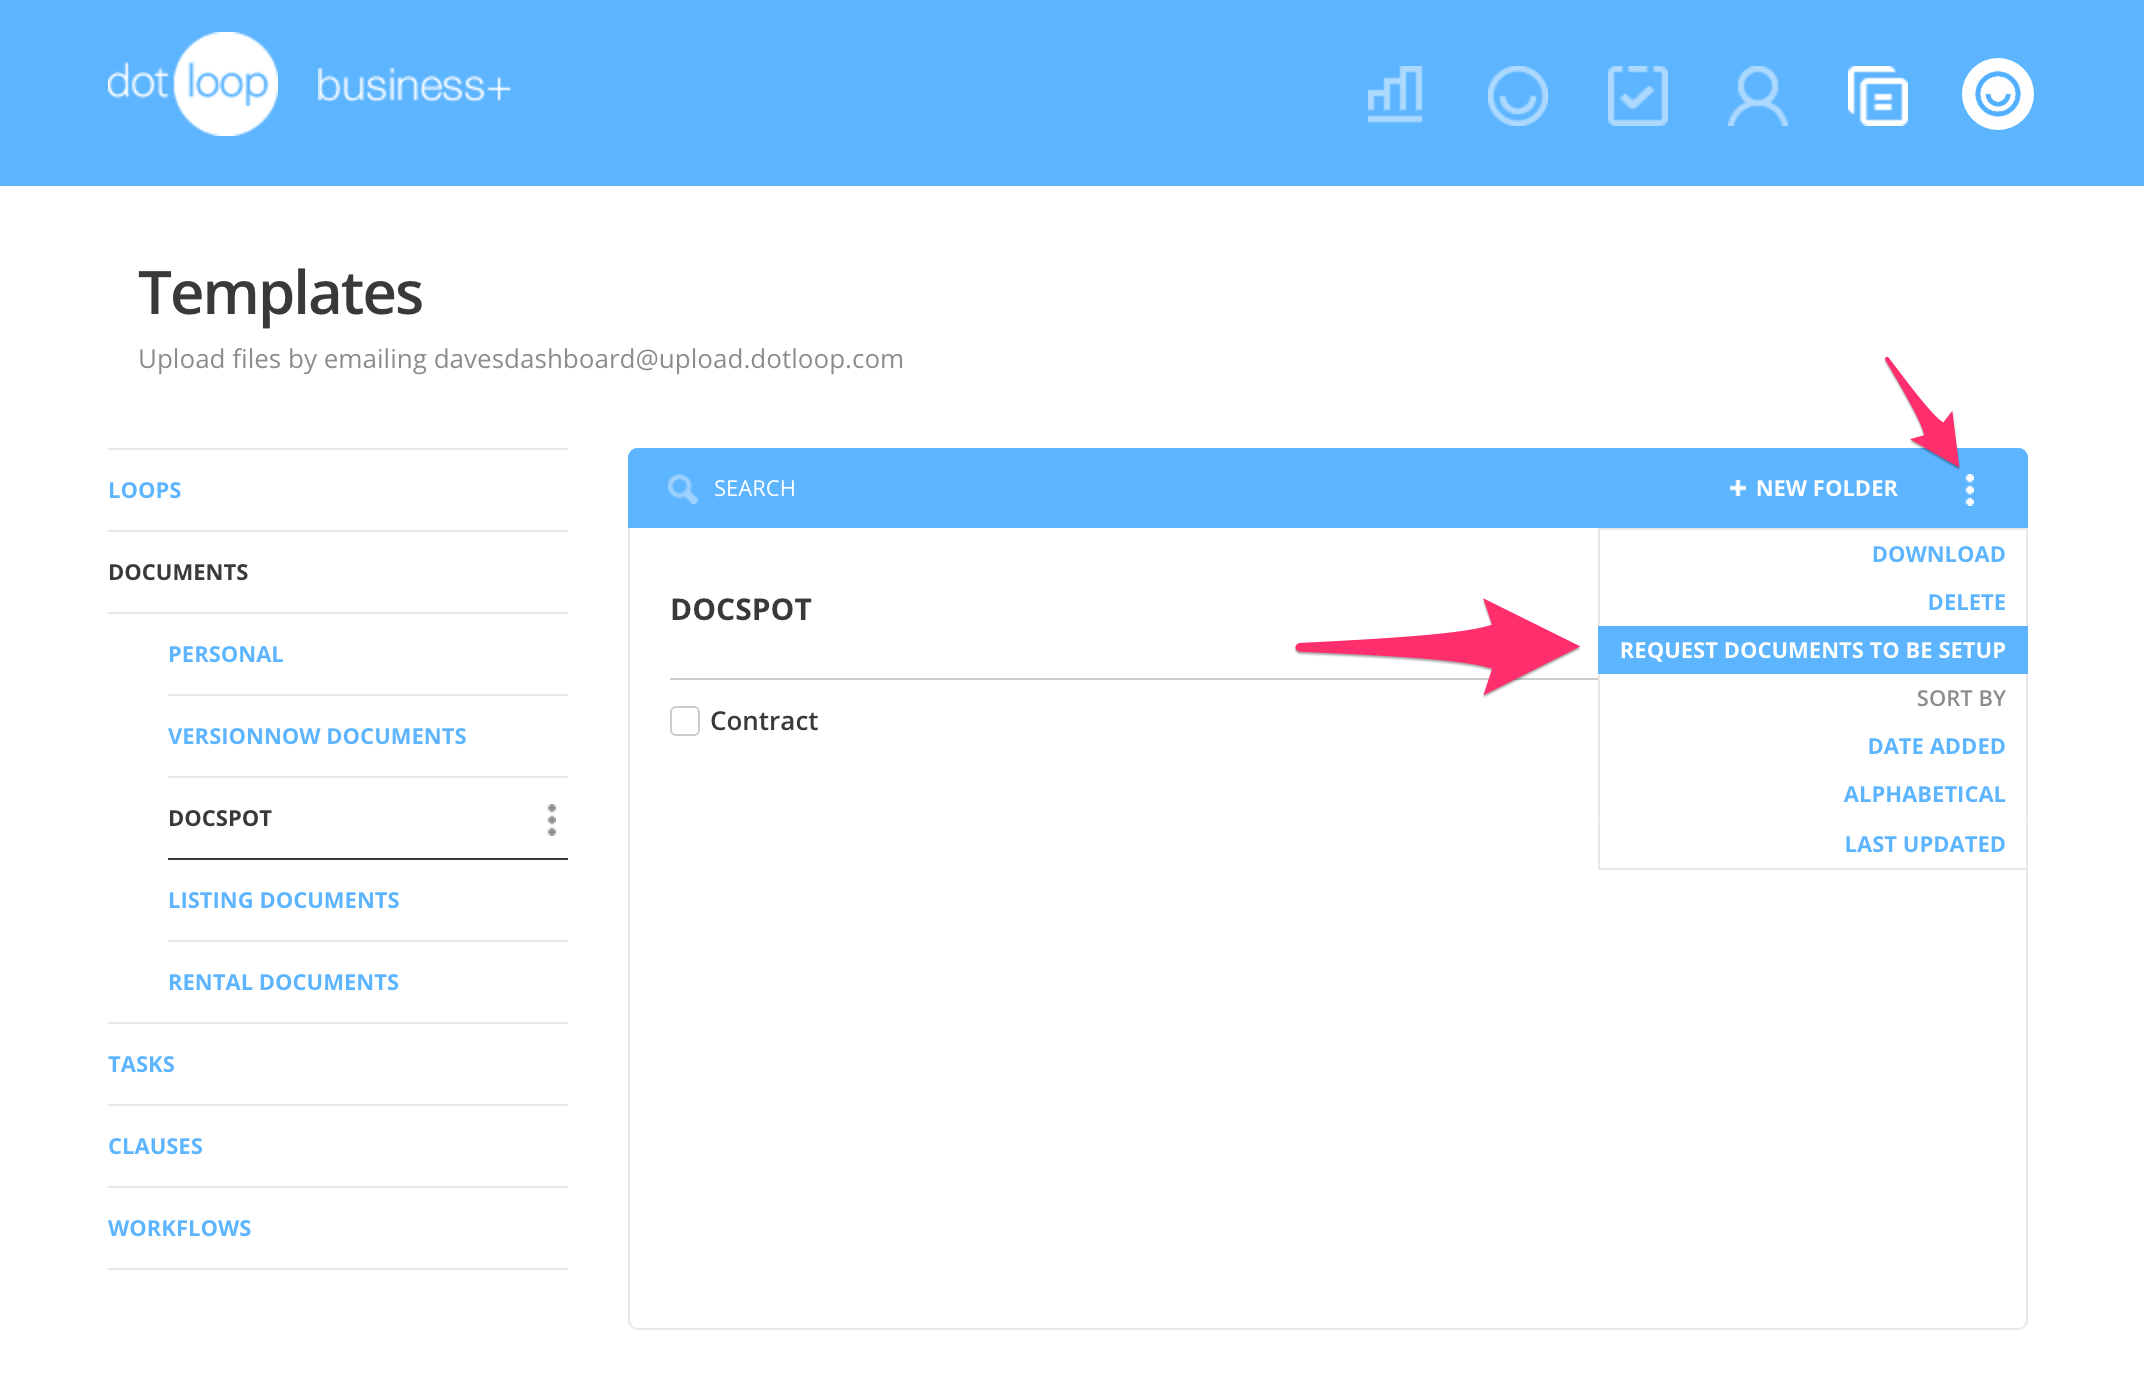 dot loop business+
Templates
Upload files by emailing davesdashboard@upload.dotloop.com
LOOPS
DOCUMENTS
PERSONAL
VERSIONNOW DOCUMENTS
DOCSPOT
LISTING DOCUMENTS
RENTAL DOCUMENTS
TASKS
CLAUSES
WORKFLOWS
SEARCH
+ NEW FOLDER
DOCSPOT
Contract
DOWNLOAD
DELETE
REQUEST DOCUMENTS TO BE SETUP
SORT BY
DATE ADDED
ALPHABETICAL
LAST UPDATED